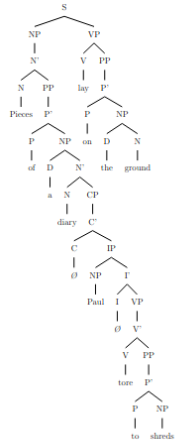 S
NP VP
N' V PP
N PP lay P'
Pieces P' P NP
P NP on D N
of D N' the ground
a N CP
diary C'
C IP
Ø NP I'
Paul I VP
Ø V'
V PP
tore P'
P NP
to shreds